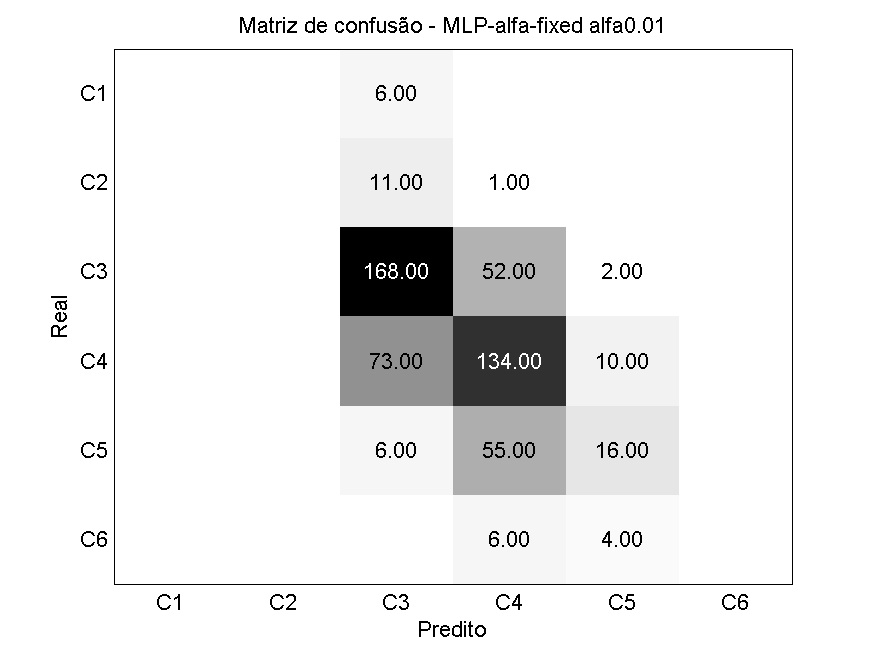 Matriz de confusão - MLP-alfa-fixed alfa0.01
C1 6.00
C2 11.00 1.00
C3 168.00 52.00 2.00
Real
C4 73.00 134.00 10.00
C5 6.00 55.00 16.00
C6 6.00 4.00
C1 C2 C3 C4 C5 C6
Predito